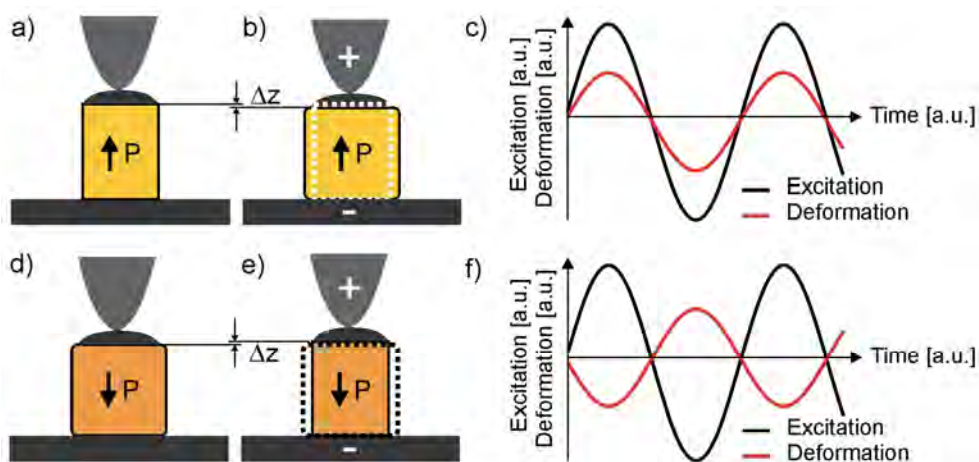 a)
b)
c)
+
Δz
P
P
-
Excitation [a.u.]
Deformation [a.u.]
Time [a.u.]
Excitation
Deformation
d)
e)
f)
+
Δz
P
P
-
Excitation [a.u.]
Deformation [a.u.]
Time [a.u.]
Excitation
Deformation